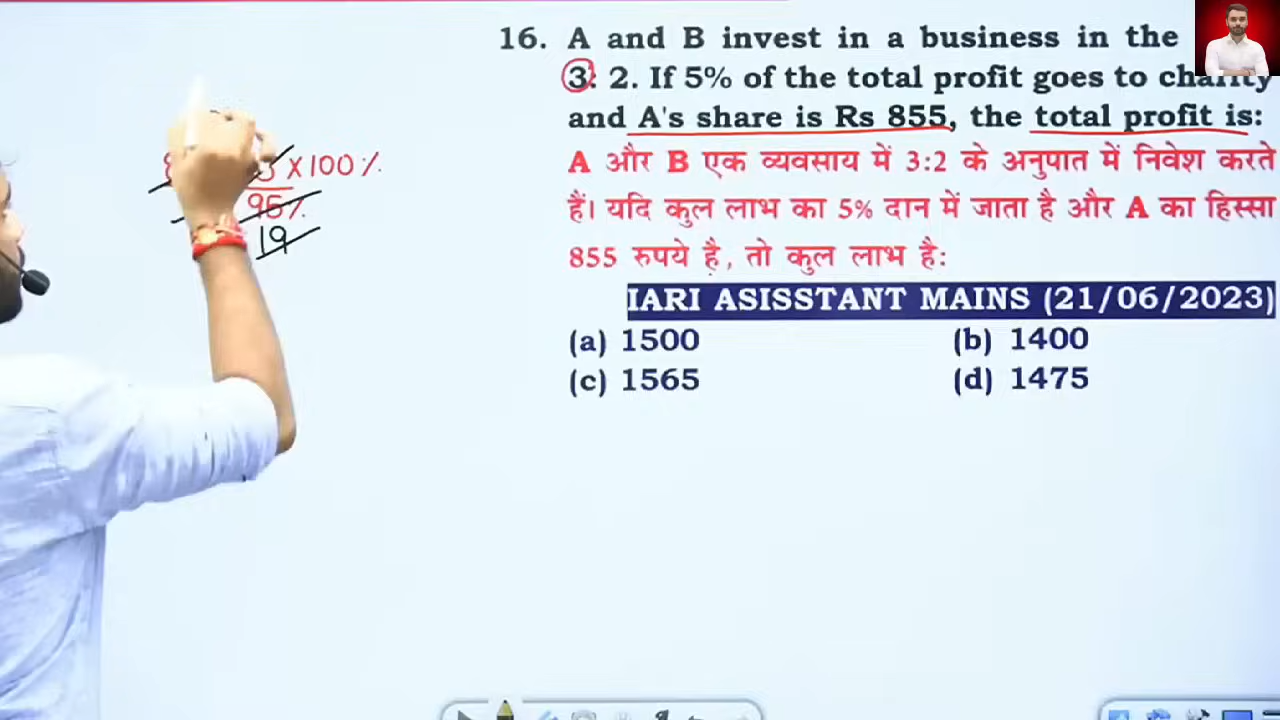 16. A and B invest in a business in the
3: 2. If 5% of the total profit goes to charity
and A's share is Rs 855, the total profit is:
A और B एक व्यवसाय में 3:2 के अनुपात में निवेश करते
हैं। यदि कुल लाभ का 5% दान में जाता है और A का हिस्सा
855 रुपये है, तो कुल लाभ है:
IARI ASISSTANT MAINS (21/06/2023)
(a) 1500 (b) 1400
(c) 1565 (d) 1475
×100%
95%
19